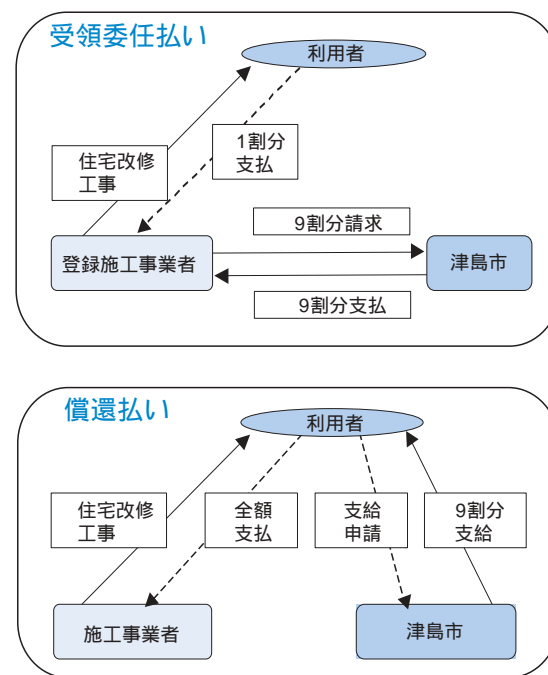 受領委任払い
利用者
住宅改修
工事
1割分
支払
9割分請求
登録施工事業者
津島市
9割分支払
償還払い
利用者
住宅改修
工事
全額
支払
支給
申請
9割分
支給
施工事業者
津島市